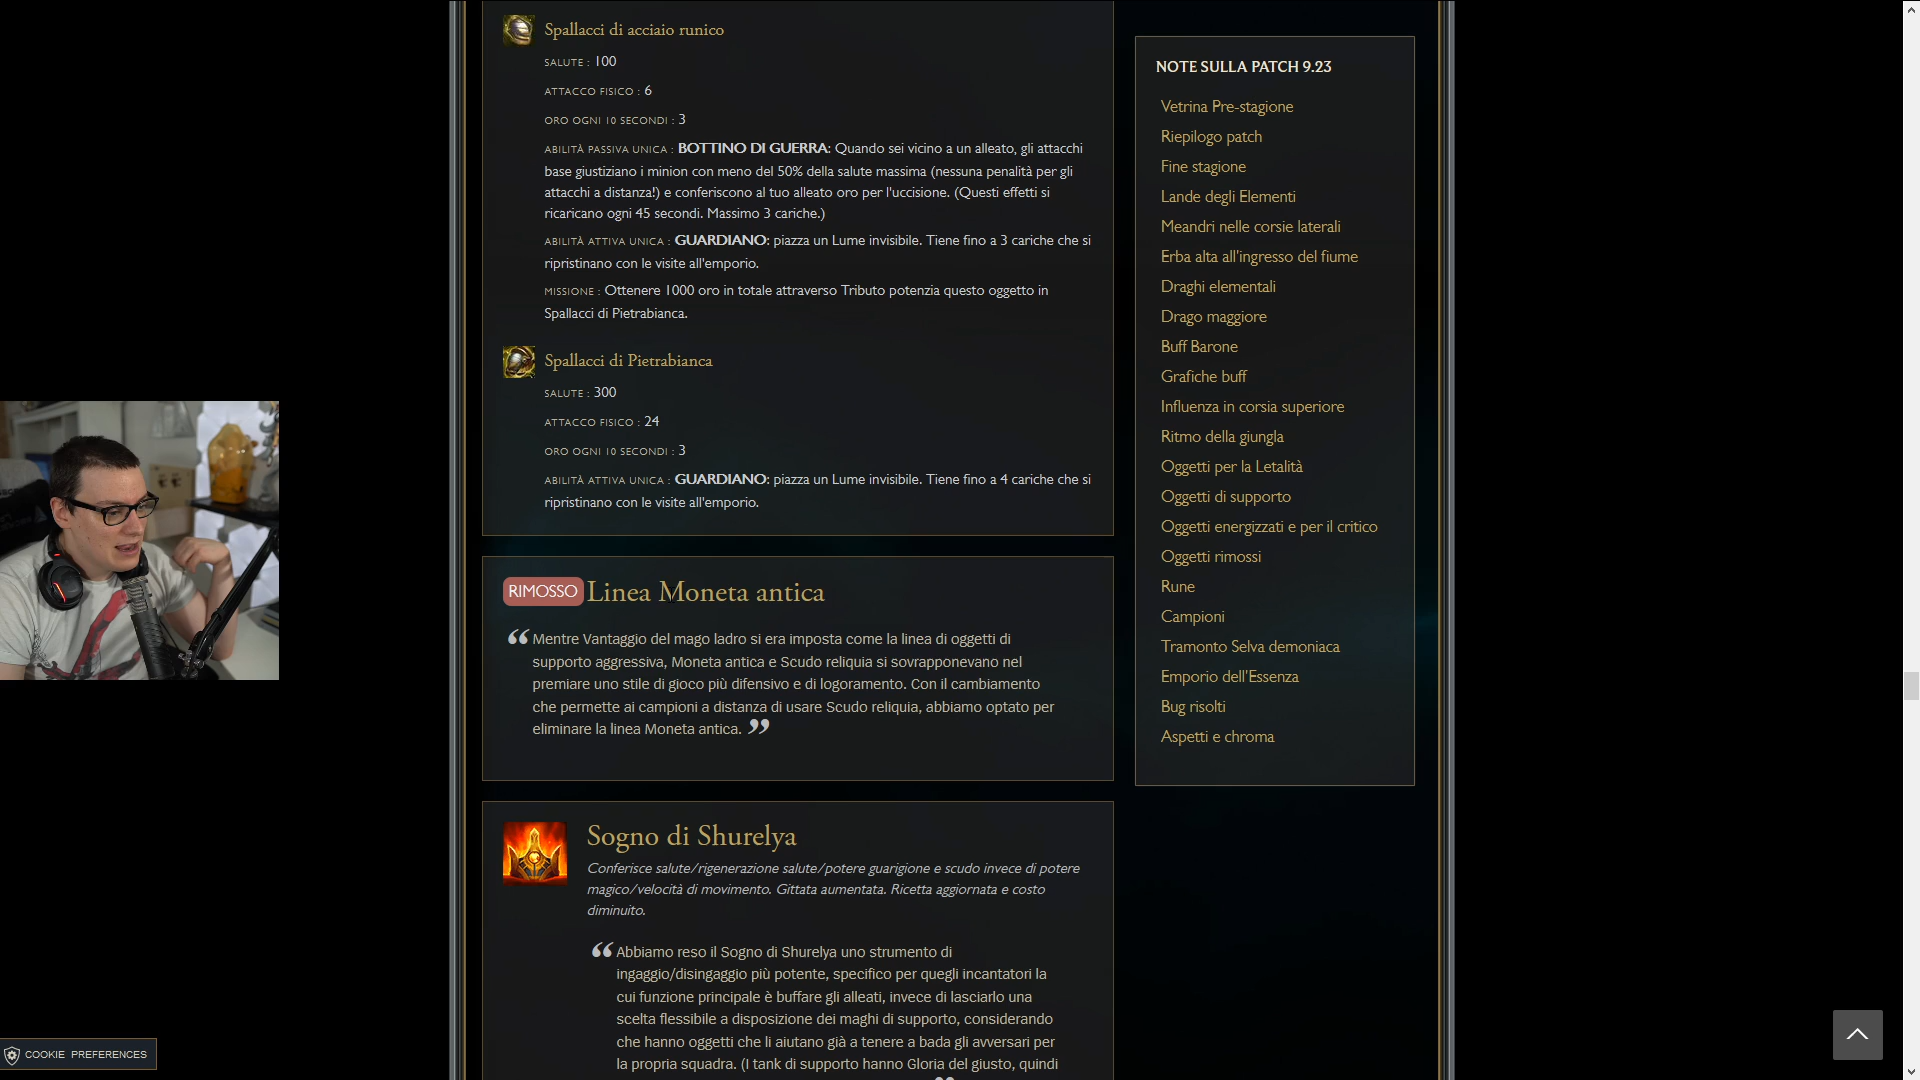 Spallacci di acciaio runico
SALUTE : 100
ATTACCO FISICO : 6
ORO OGNI 10 SECONDI : 3
ABILITÀ PASSIVA UNICA : BOTTINO DI GUERRA: Quando sei vicino a un alleato, gli attacchi
base giustiziano i minion con meno del 50% della salute massima (nessuna penalità per gli
attacchi a distanza!) e conferiscono al tuo alleato oro per l'uccisione. (Questi effetti si
ricaricano ogni 45 secondi. Massimo 3 cariche.)
ABILITÀ ATTIVA UNICA : GUARDIANO: piazza un Lume invisibile. Tiene fino a 3 cariche che si
ripristinano con le visite all'emporio.
MISSIONE : Ottenere 1000 oro in totale attraverso Tributo potenzia questo oggetto in
Spallacci di Pietrabianca.
Spallacci di Pietrabianca
SALUTE : 300
ATTACCO FISICO : 24
ORO OGNI 10 SECONDI : 3
ABILITÀ ATTIVA UNICA : GUARDIANO: piazza un Lume invisibile. Tiene fino a 4 cariche che si
ripristinano con le visite all'emporio.
RIMOSSO Linea Moneta antica
“ Mentre Vantaggio del mago ladro si era imposta come la linea di oggetti di
supporto aggressiva, Moneta antica e Scudo reliquia si sovrapponevano nel
premiare uno stile di gioco più difensivo e di logoramento. Con il cambiamento
che permette ai campioni a distanza di usare Scudo reliquia, abbiamo optato per
eliminare la linea Moneta antica. ”
Sogno di Shurelya
Conferisce salute/rigenerazione salute/potere guarigione e scudo invece di potere
magico/velocità di movimento. Gittata aumentata. Ricetta aggiornata e costo
diminuito.
“ Abbiamo reso il Sogno di Shurelya uno strumento di
ingaggio/disingaggio più potente, specifico per quegli incantatori la
cui funzione principale è buffare gli alleati, invece di lasciarlo una
scelta flessibile a disposizione dei maghi di supporto, considerando
che hanno oggetti che li aiutano già a tenere a bada gli avversari per
la propria squadra. (I tank di supporto hanno Gloria del giusto, quindi
NOTE SULLA PATCH 9.23
Vetrina Pre-stagione
Riepilogo patch
Fine stagione
Lande degli Elementi
Meandri nelle corsie laterali
Erba alta all'ingresso del fiume
Draghi elementali
Drago maggiore
Buff Barone
Grafiche buff
Influenza in corsia superiore
Ritmo della giungla
Oggetti per la Letalità
Oggetti di supporto
Oggetti energizzati e per il critico
Oggetti rimossi
Rune
Campioni
Tramonto Selva demoniaca
Emporio dell'Essenza
Bug risolti
Aspetti e chroma
COOKIE PREFERENCES